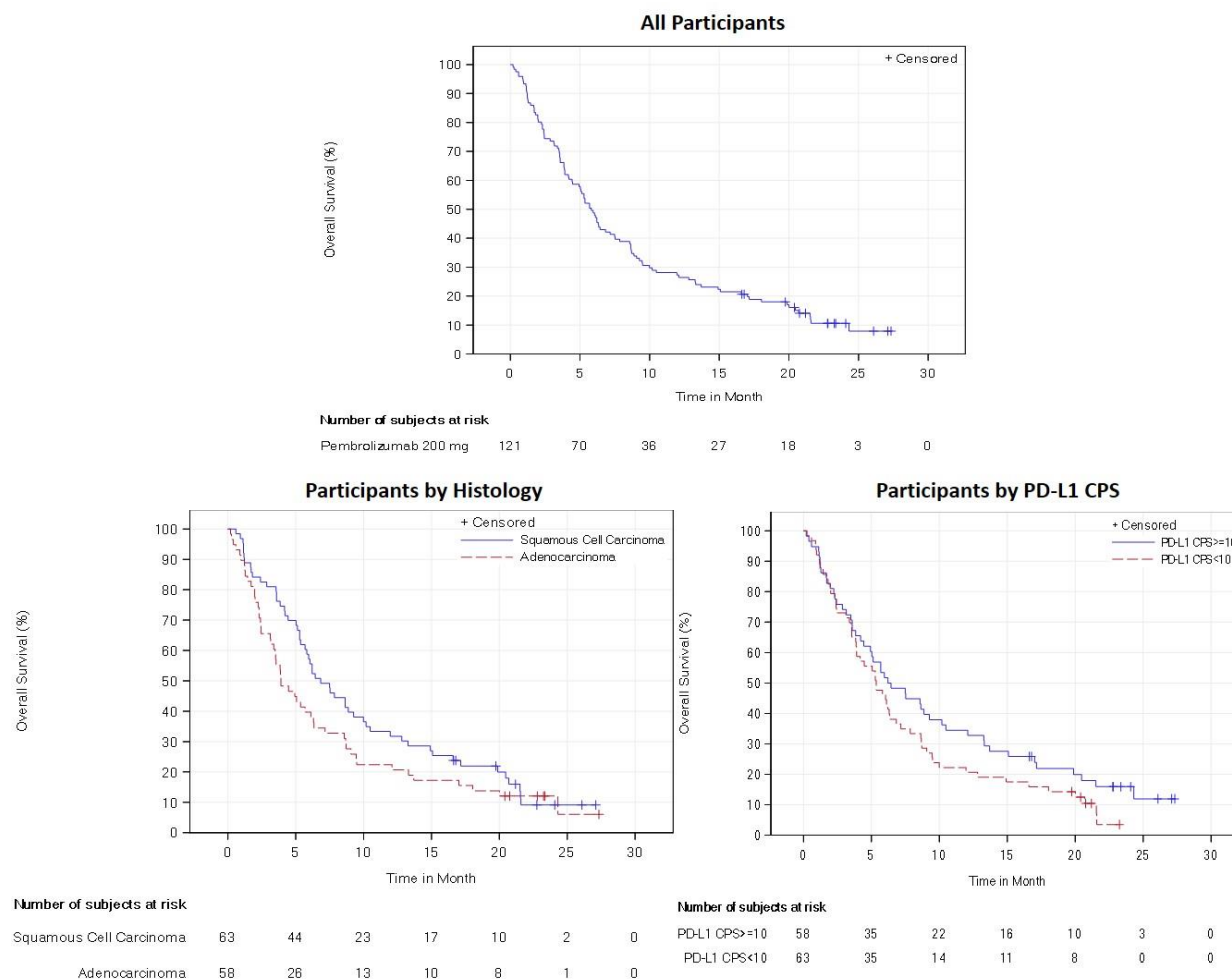 All Participants
+ Censored
100
90
80
70
60
50
40
30
20
10
0
Overall Survival (%)
0 5 10 15 20 25 30
Time in Month
Number of subjects at risk
Pembrolizumab 200 mg 121 70 36 27 18 3 0
Participants by Histology
+ Censored
Squamous Cell Carcinoma
Adenocarcinoma
100
90
80
70
60
50
40
30
20
10
0
Overall Survival (%)
0 5 10 15 20 25 30
Time in Month
Number of subjects at risk
Squamous Cell Carcinoma 63 44 23 17 10 2 0
Adenocarcinoma 58 26 13 10 8 1 0
Participants by PD-L1 CPS
+ Censored
PD-L1 CPS>=10
PD-L1 CPS<10
100
90
80
70
60
50
40
30
20
10
0
Overall Survival (%)
0 5 10 15 20 25 30
Time in Month
Number of subjects at risk
PD-L1 CPS>=10 58 35 22 16 10 3 0
PD-L1 CPS<10 63 35 14 11 8 0 0